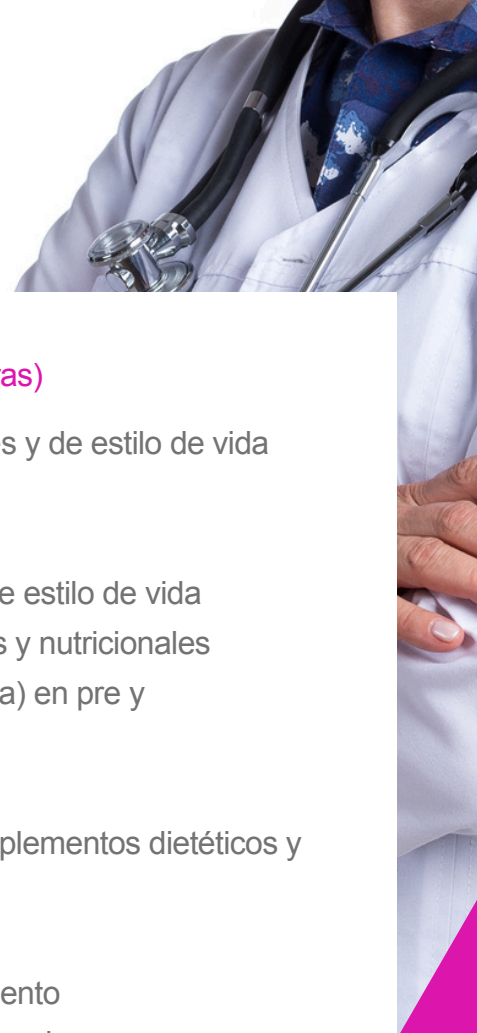 as)
s y de estilo de vida
e estilo de vida
s y nutricionales
a) en pre y
plementos dietéticos y
ento